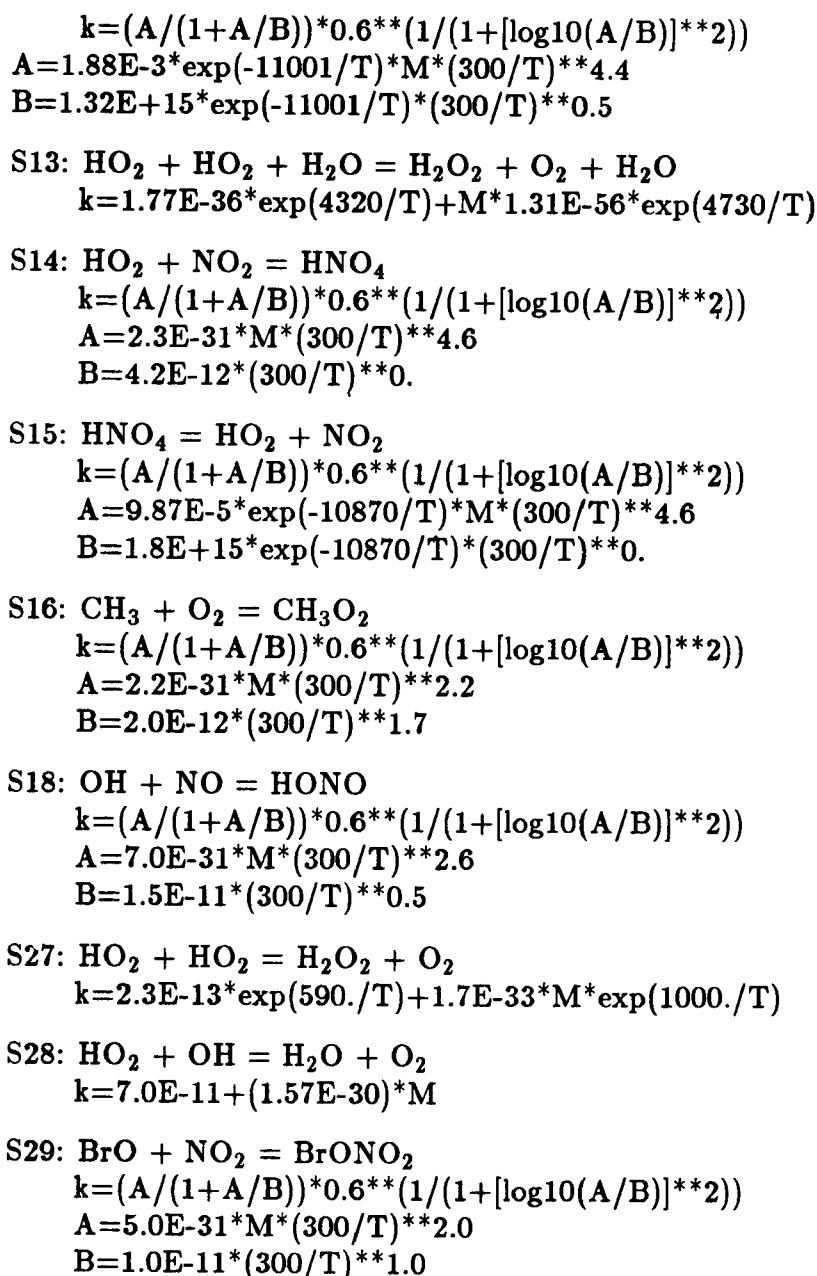 k=(A/(1+A/B))*0.6**(1/(1+[log10(A/B)]**2))
A=1.88E-3*exp(-11001/T)*M*(300/T)**4.4
B=1.32E+15*exp(-11001/T)*(300/T)**0.5
S13: HO₂ + HO₂ + H₂O = H₂O₂ + O₂ + H₂O
k=1.77E-36*exp(4320/T)+M*1.31E-56*exp(4730/T)
S14: HO₂ + NO₂ = HNO₄
k=(A/(1+A/B))*0.6**(1/(1+[log10(A/B)]**2))
A=2.3E-31*M*(300/T)**4.6
B=4.2E-12*(300/T)**0.
S15: HNO₄ = HO₂ + NO₂
k=(A/(1+A/B))*0.6**(1/(1+[log10(A/B)]**2))
A=9.87E-5*exp(-10870/T)*M*(300/T)**4.6
B=1.8E+15*exp(-10870/T)*(300/T)**0.
S16: CH₃ + O₂ = CH₃O₂
k=(A/(1+A/B))*0.6**(1/(1+[log10(A/B)]**2))
A=2.2E-31*M*(300/T)**2.2
B=2.0E-12*(300/T)**1.7
S18: OH + NO = HONO
k=(A/(1+A/B))*0.6**(1/(1+[log10(A/B)]**2))
A=7.0E-31*M*(300/T)**2.6
B=1.5E-11*(300/T)**0.5
S27: HO₂ + HO₂ = H₂O₂ + O₂
k=2.3E-13*exp(590./T)+1.7E-33*M*exp(1000./T)
S28: HO₂ + OH = H₂O + O₂
k=7.0E-11+(1.57E-30)*M
S29: BrO + NO₂ = BrONO₂
k=(A/(1+A/B))*0.6**(1/(1+[log10(A/B)]**2))
A=5.0E-31*M*(300/T)**2.0
B=1.0E-11*(300/T)**1.0